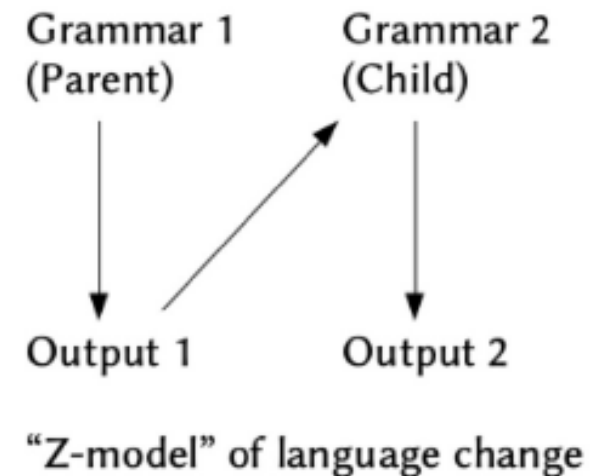 Grammar 1 Grammar 2
(Parent) (Child)
Output 1 Output 2
“Z-model” of language change